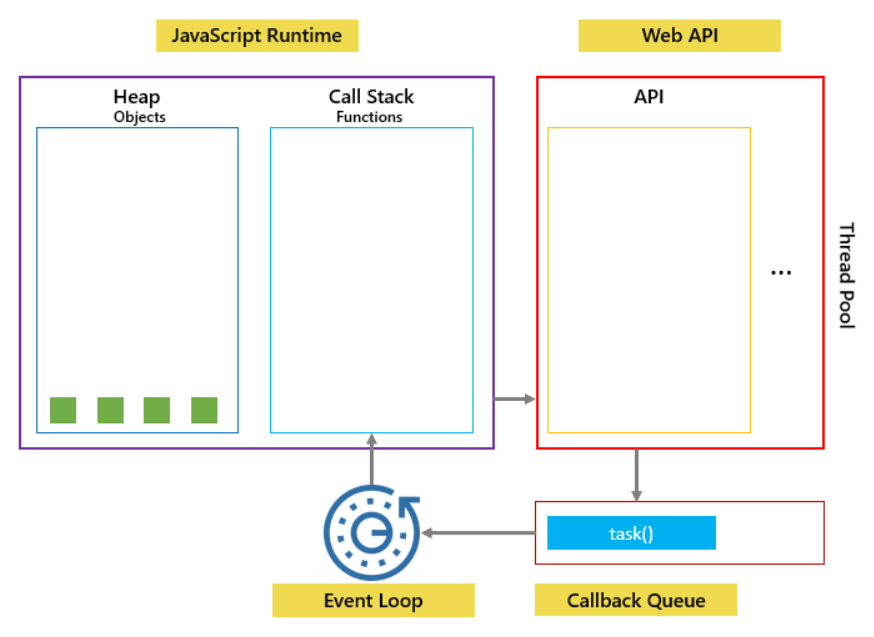 JavaScript Runtime
Web API
Heap
Objects
Call Stack
Functions
API
...
Thread Pool
task()
Event Loop
Callback Queue